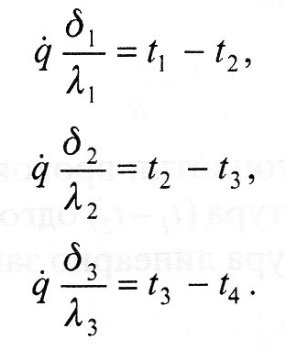 q̇ δ₁/λ₁ = t₁ − t₂,
q̇ δ₂/λ₂ = t₂ − t₃,
q̇ δ₃/λ₃ = t₃ − t₄.